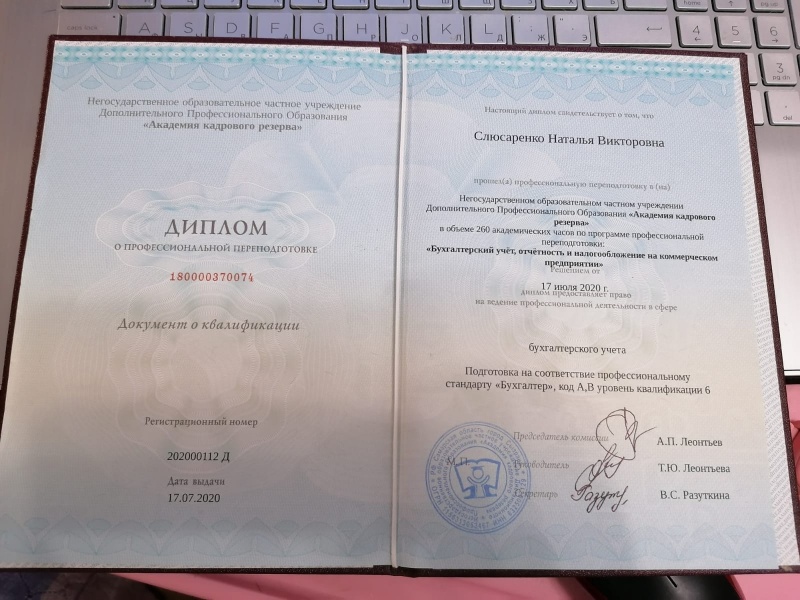 Негосударственное образовательное частное учреждение
Дополнительного Профессионального Образования
«Академия кадрового резерва»
ДИПЛОМ
О ПРОФЕССИОНАЛЬНОЙ ПЕРЕПОДГОТОВКЕ
180000370074
Документ о квалификации
Регистрационный номер
202000112 Д
Дата выдачи
17.07.2020
Настоящий диплом свидетельствует о том, что
Слюсаренко Наталья Викторовна
прошел(а) профессиональную переподготовку в (на)
Негосударственном образовательном частном учреждении
Дополнительного Профессионального Образования «Академия кадрового
резерва»
в объеме 260 академических часов по программе профессиональной
переподготовки:
«Бухгалтерский учёт, отчётность и налогообложение на коммерческом
предприятии»
Решением от
17 июля 2020 г.
диплом предоставляет право
на ведение профессиональной деятельности в сфере
бухгалтерского учета
Подготовка на соответствие профессиональному
стандарту «Бухгалтер», код А,В уровень квалификации 6
Председатель комиссии
А.П. Леонтьев
М.П.
Руководитель
Т.Ю. Леонтьева
Секретарь
В.С. Разуткина